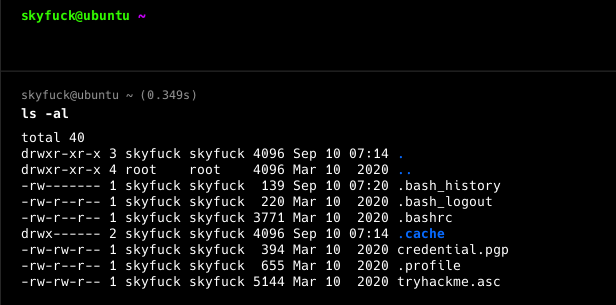 skyfuck@ubuntu ~
skyfuck@ubuntu ~ (0.349s)
ls -al
total 40
drwxr-xr-x 3 skyfuck skyfuck 4096 Sep 10 07:14 .
drwxr-xr-x 4 root    root    4096 Mar 10  2020 ..
-rw------- 1 skyfuck skyfuck  139 Sep 10 07:20 .bash_history
-rw-r--r-- 1 skyfuck skyfuck  220 Mar 10  2020 .bash_logout
-rw-r--r-- 1 skyfuck skyfuck 3771 Mar 10  2020 .bashrc
drwx------ 2 skyfuck skyfuck 4096 Sep 10 07:14 .cache
-rw-rw-r-- 1 skyfuck skyfuck  394 Mar 10  2020 credential.pgp
-rw-r--r-- 1 skyfuck skyfuck  655 Mar 10  2020 .profile
-rw-rw-r-- 1 skyfuck skyfuck 5144 Mar 10  2020 tryhackme.asc